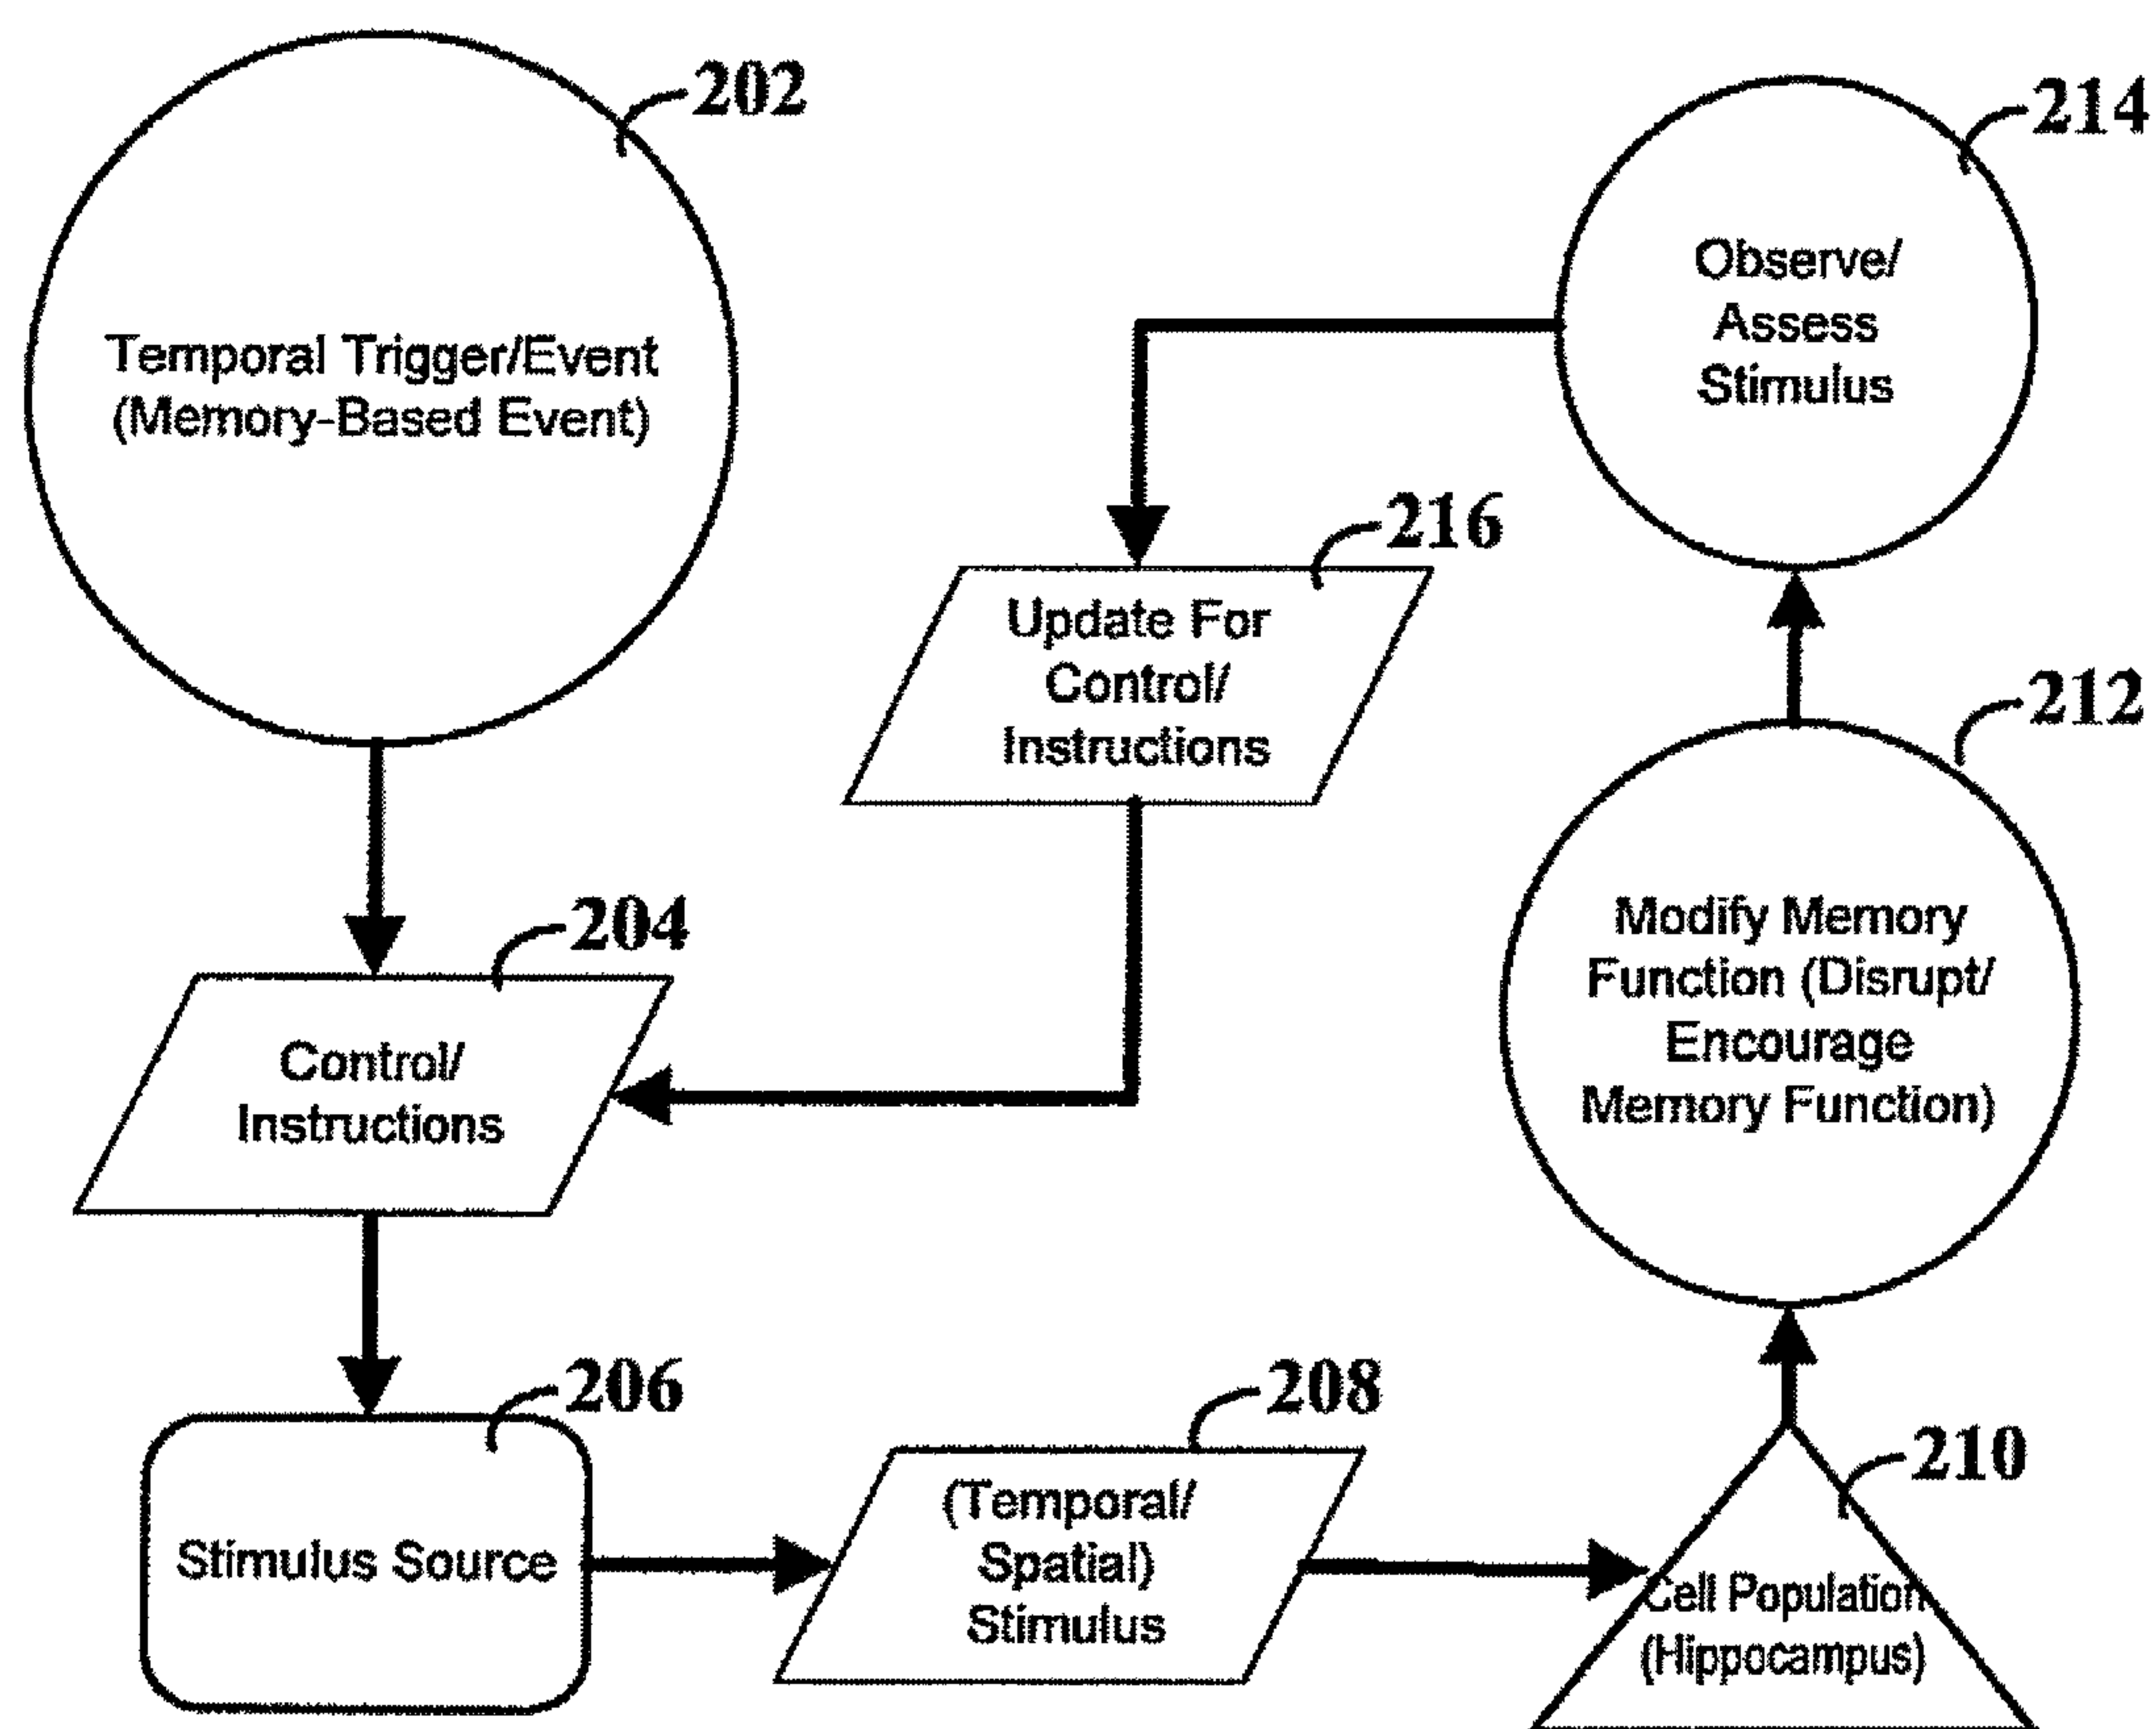 202
Temporal Trigger/Event
(Memory-Based Event)
204
Control/
Instructions
206
Stimulus Source
208
(Temporal/
Spatial)
Stimulus
210
Cell Population
(Hippocampus)
212
Modify Memory
Function (Disrupt/
Encourage
Memory Function)
214
Observe/
Assess
Stimulus
216
Update For
Control/
Instructions